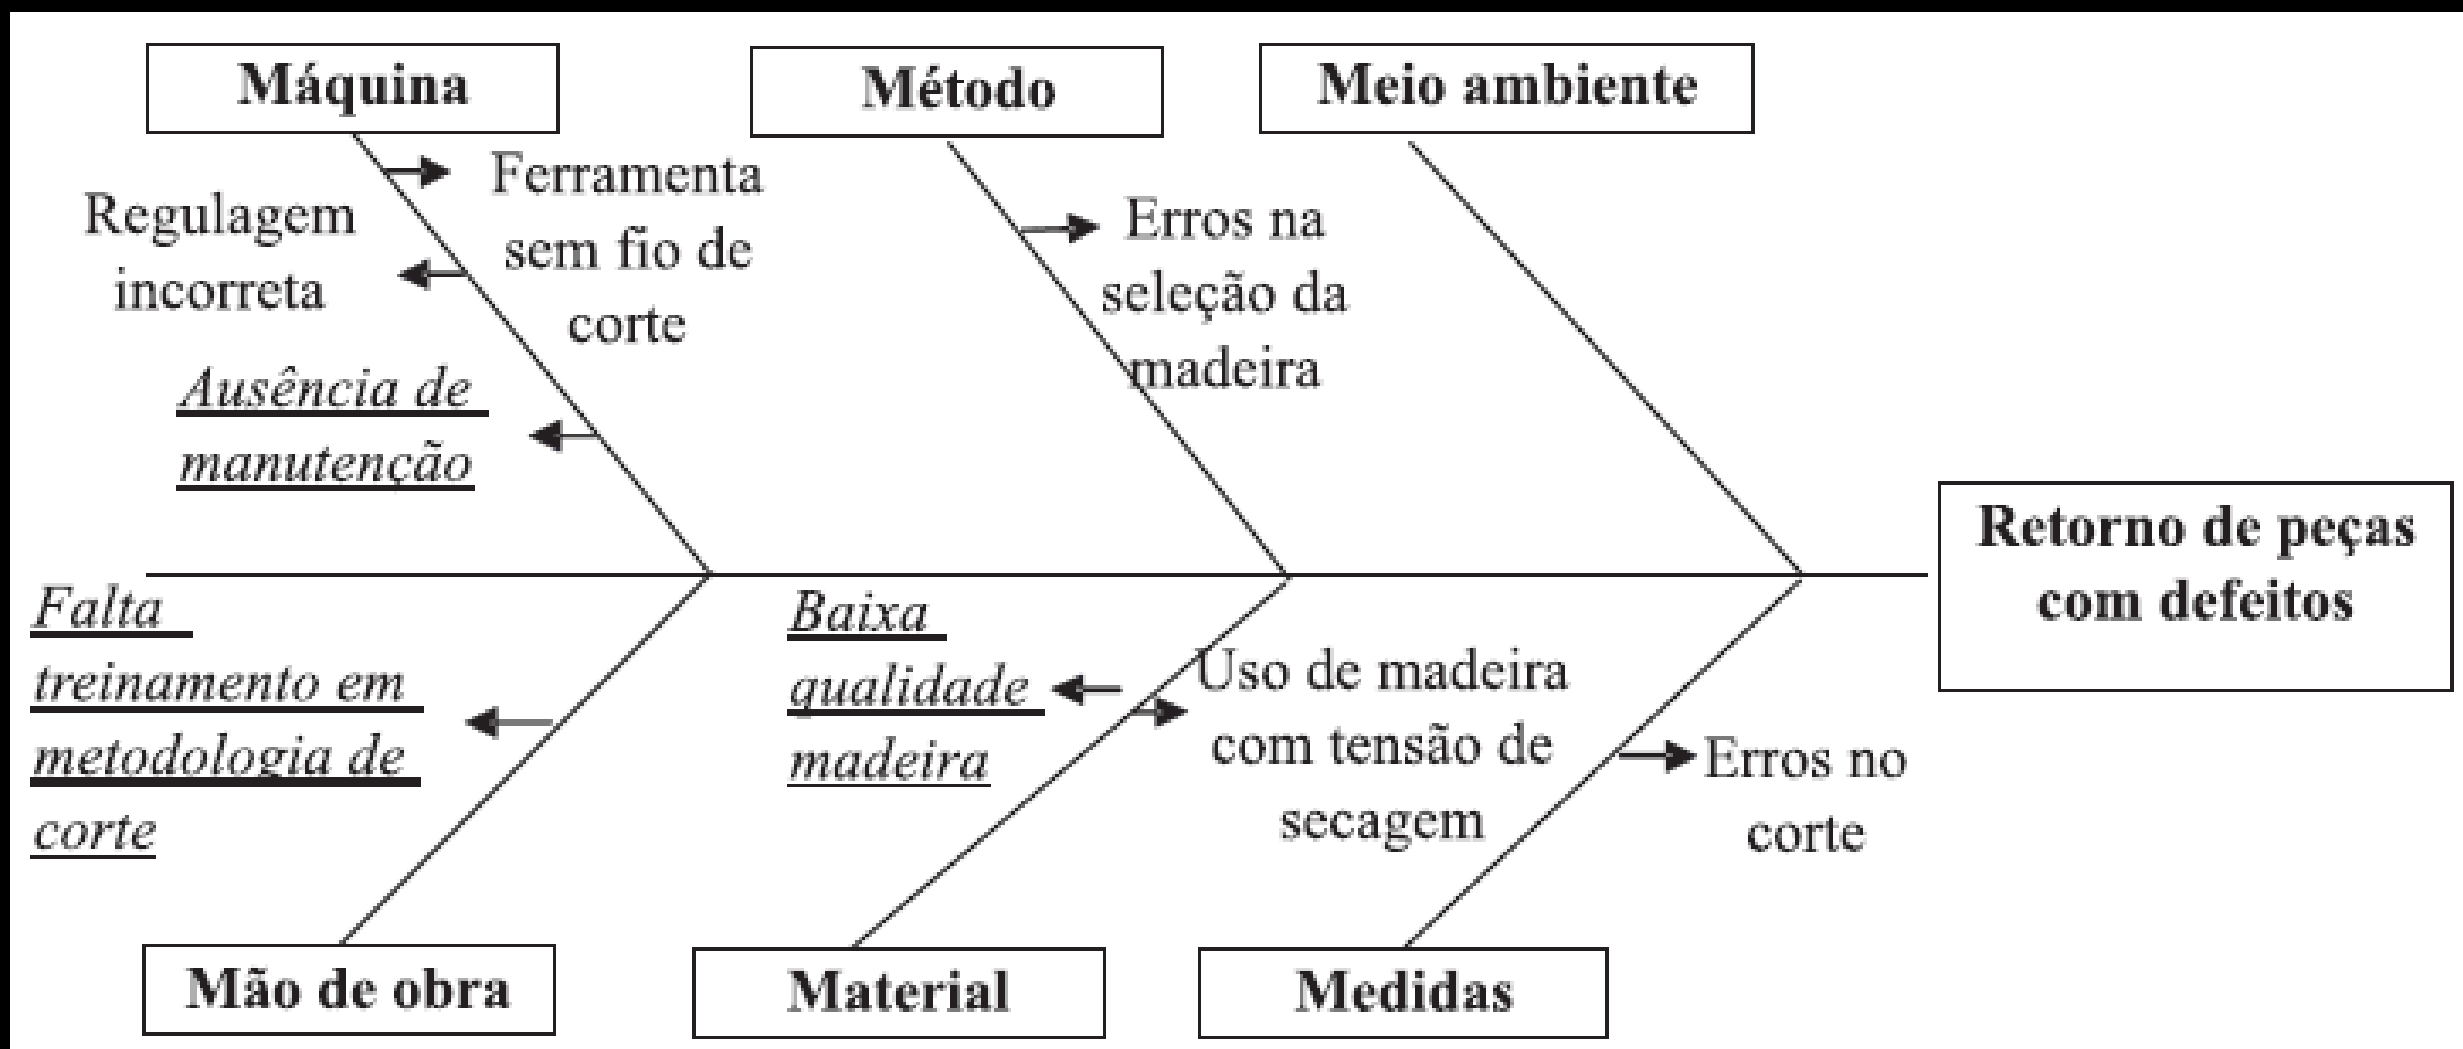 Máquina
Método
Meio ambiente
Ferramenta
sem fio de
corte
Regulagem
incorreta
Ausência de
manutenção
Erros na
seleção da
madeira
Retorno de peças
com defeitos
Falta
treinamento em
metodologia de
corte
Baixa
qualidade
madeira
Uso de madeira
com tensão de
secagem
Erros no
corte
Mão de obra
Material
Medidas